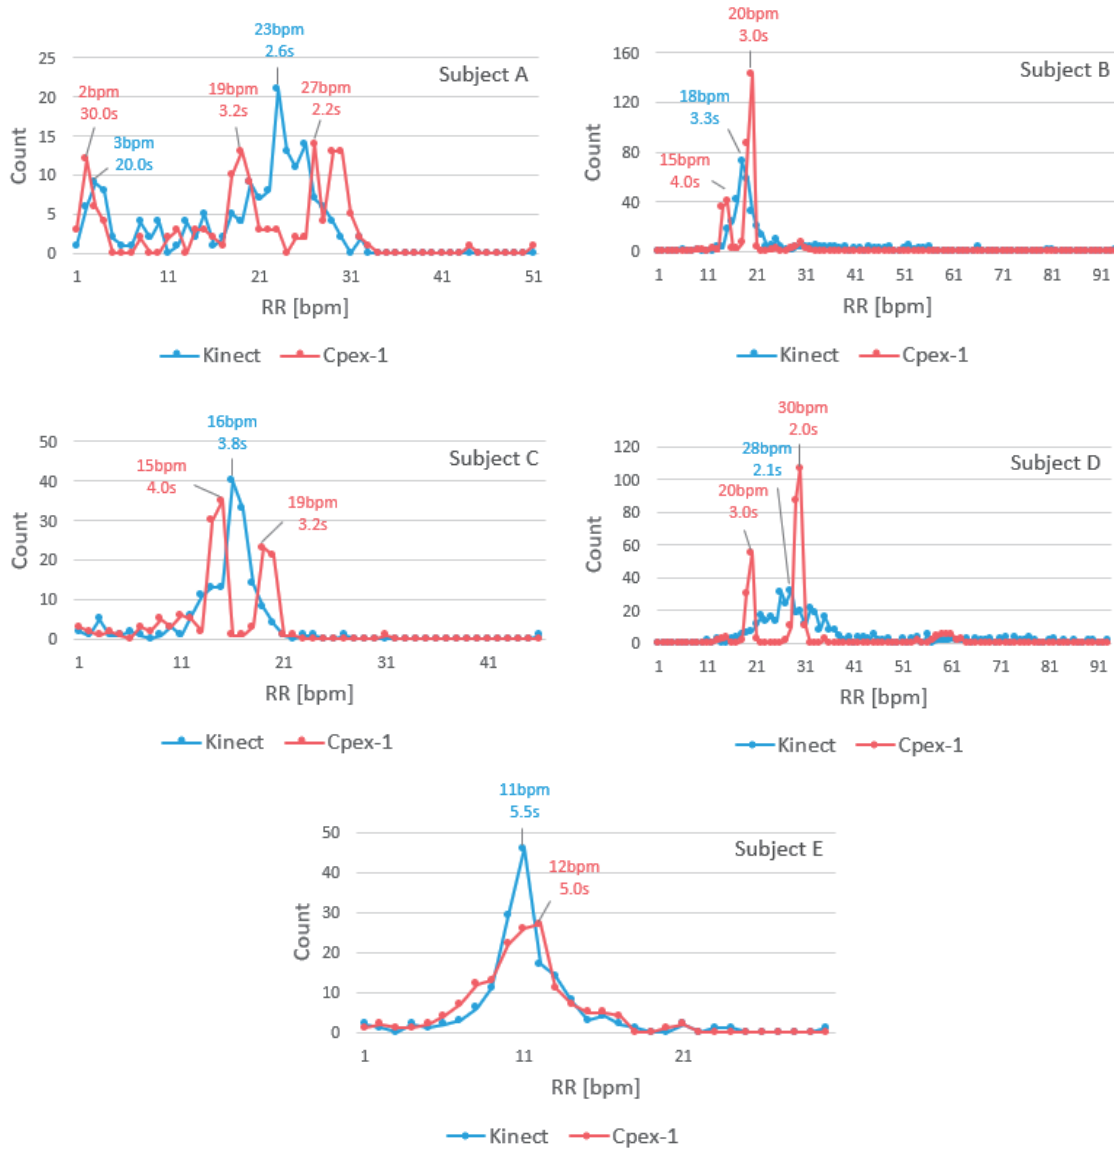 23bpm
2.6s
25
Subject A
2bpm
30.0s
19bpm
3.2s
27bpm
2.2s
20
3bpm
20.0s
15
10
5
0
Count
1 11 21 31 41 51
RR [bpm]
Kinect Cpex-1
20bpm
3.0s
160
Subject B
18bpm
3.3s
120
15bpm
4.0s
80
40
0
Count
1 11 21 31 41 51 61 71 81 91
RR [bpm]
Kinect Cpex-1
16bpm
3.8s
50
Subject C
15bpm
4.0s
40
19bpm
3.2s
30
20
10
0
Count
1 11 21 31 41
RR [bpm]
Kinect Cpex-1
30bpm
2.0s
120
28bpm
2.1s
Subject D
100
20bpm
3.0s
80
60
40
20
0
Count
1 11 21 31 41 51 61 71 81 91
RR [bpm]
Kinect Cpex-1
11bpm
5.5s
50
Subject E
12bpm
5.0s
40
30
20
10
0
Count
1 11 21
RR [bpm]
Kinect Cpex-1